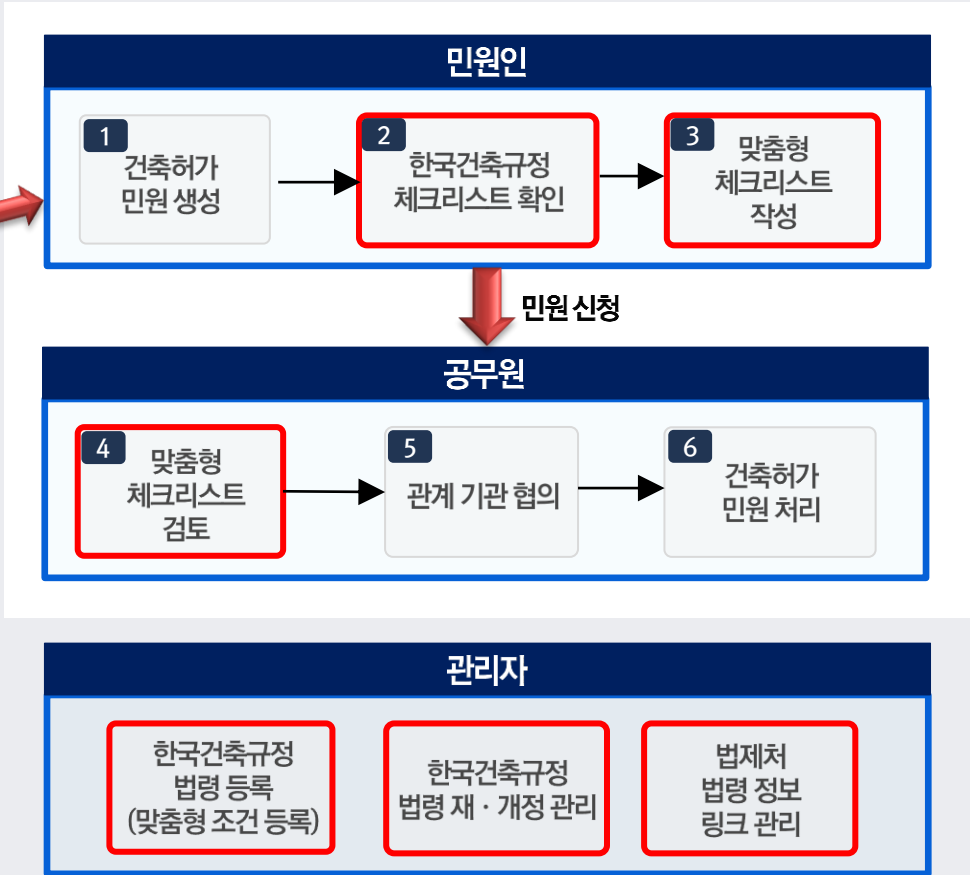 민원인
1
건축허가
민원 생성
2
한국건축규정
체크리스트 확인
3
맞춤형
체크리스트
작성
민원 신청
공무원
4
맞춤형
체크리스트
검토
5
관계 기관 협의
6
건축허가
민원 처리
관리자
한국건축규정
법령 등록
(맞춤형 조건 등록)
한국건축규정
법령 재 · 개정 관리
법제처
법령 정보
링크 관리